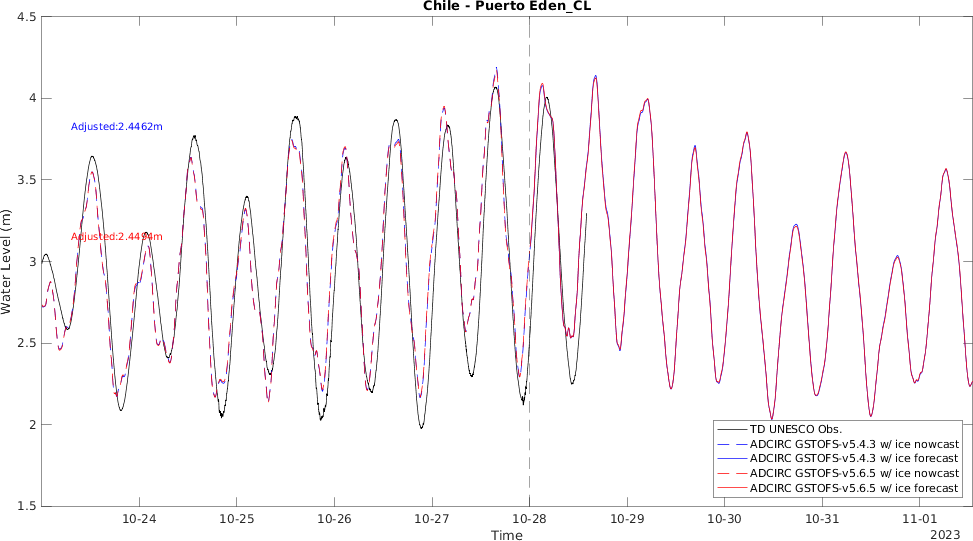 Chile - Puerto Eden_CL
Water Level (m)
4.5
4
3.5
3
2.5
2
1.5
Adjusted:2.4462m
Adjusted:2.4494m
TD UNESCO Obs.
ADCIRC GSTOFS-v5.4.3 w/ ice nowcast
ADCIRC GSTOFS-v5.4.3 w/ ice forecast
ADCIRC GSTOFS-v5.6.5 w/ ice nowcast
ADCIRC GSTOFS-v5.6.5 w/ ice forecast
10-24 10-25 10-26 10-27 10-28 10-29 10-30 10-31 11-01
Time
2023